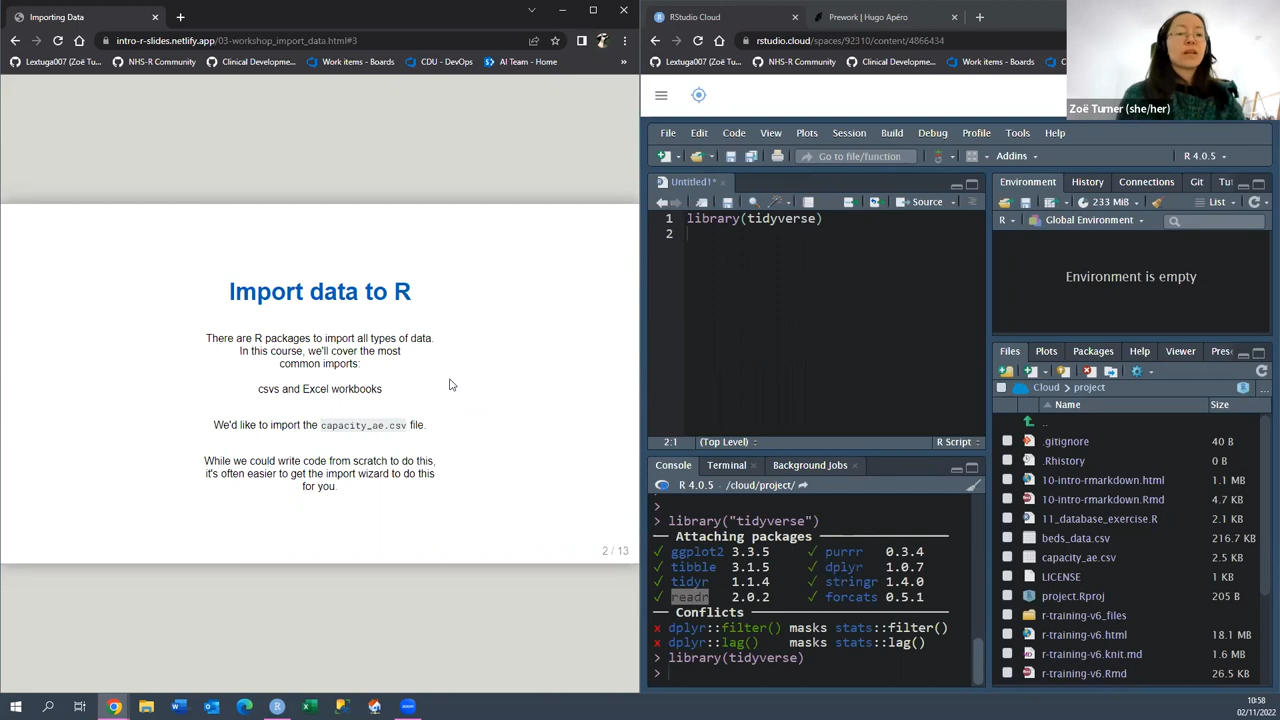 Importing Data
intro-r-slides.netlify.app/03-workshop_import_data.html#3
Lextuga007 (Zoë Tu...
NHS-R Community
Clinical Developme...
Work items - Boards
CDU - DevOps
AI Team - Home
»
Import data to R
There are R packages to import all types of data.
In this course, we'll cover the most
common imports:
csvs and Excel workbooks
We'd like to import the capacity_ae.csv file.
While we could write code from scratch to do this,
it's often easier to get the import wizard to do this
for you.
2 / 13
RStudio Cloud
Prework | Hugo Apéro
rstudio.cloud/spaces/92310/content/4866434
Lextuga007 (Zoë Tu...
NHS-R Community
Clinical Developme...
Work items - Boards
CDU
Zoë Turner (she/her)
File Edit Code View Plots Session Build Debug Profile Tools Help
Go to file/function
Addins
R 4.0.5
Untitled1*
Source
1 library(tidyverse)
2
2:1 (Top Level) R Script
Console Terminal Background Jobs
R 4.0.5 · /cloud/project/
>
> library("tidyverse")
— Attaching packages
✓ ggplot2 3.3.5 ✓ purrr 0.3.4
✓ tibble 3.1.5 ✓ dplyr 1.0.7
✓ tidyr 1.1.4 ✓ stringr 1.4.0
✓ readr 2.0.2 ✓ forcats 0.5.1
— Conflicts
x dplyr::filter() masks stats::filter()
x dplyr::lag() masks stats::lag()
> library(tidyverse)
>
Environment History Connections Git Tu
233 MiB
List
R Global Environment
Environment is empty
Files Plots Packages Help Viewer Pres
Cloud > project
Name Size
..
.gitignore 40 B
.Rhistory 0 B
10-intro-rmarkdown.html 1.1 MB
10-intro-rmarkdown.Rmd 4.7 KB
11_database_exercise.R 2.1 KB
beds_data.csv 216.7 KB
capacity_ae.csv 2.5 KB
LICENSE 1 KB
project.Rproj 205 B
r-training-v6_files
r-training-v6.html 18.1 MB
r-training-v6.knit.md 1.6 MB
r-training-v6.Rmd 26.5 KB
10:58
02/11/2022